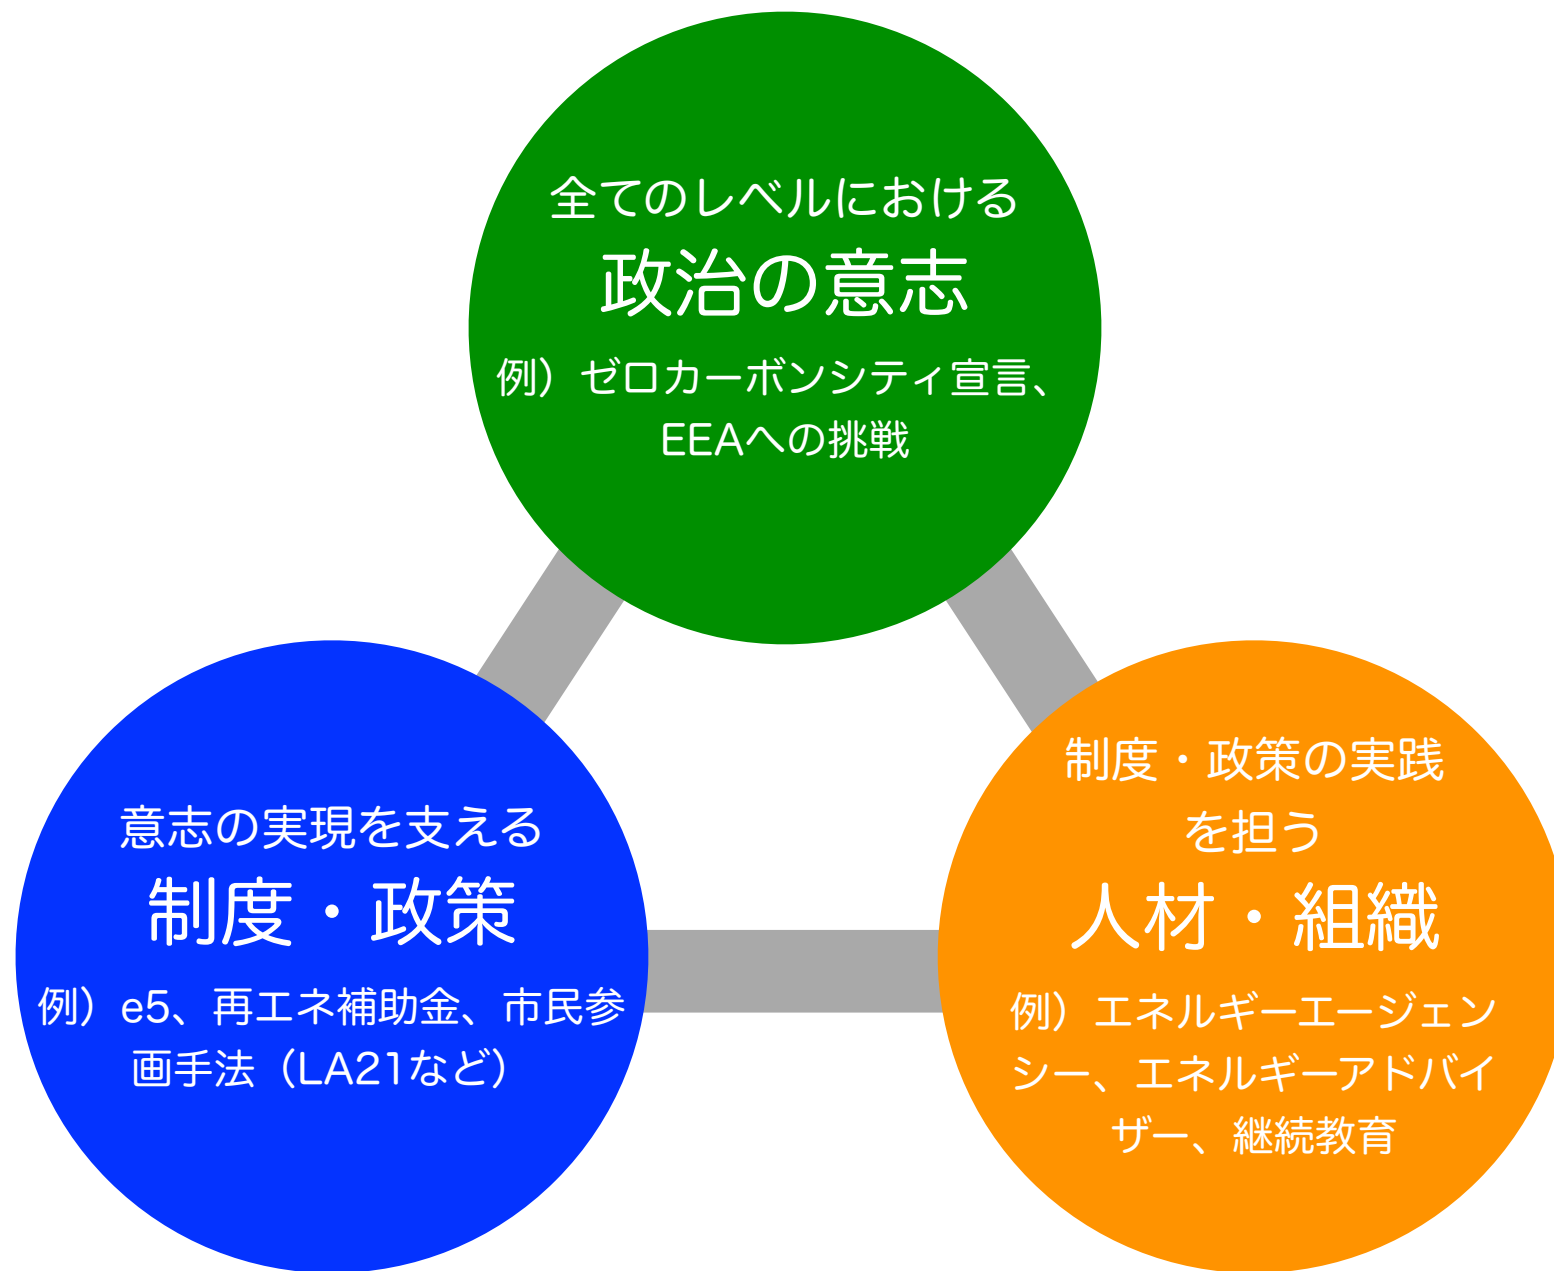 全てのレベルにおける
政治の意志
例）ゼロカーボンシティ宣言、
EEAへの挑戦
意志の実現を支える
制度・政策
例）e5、再エネ補助金、市民参
画手法（LA21など）
制度・政策の実践
を担う
人材・組織
例）エネルギーエージェン
シー、エネルギーアドバイ
ザー、継続教育